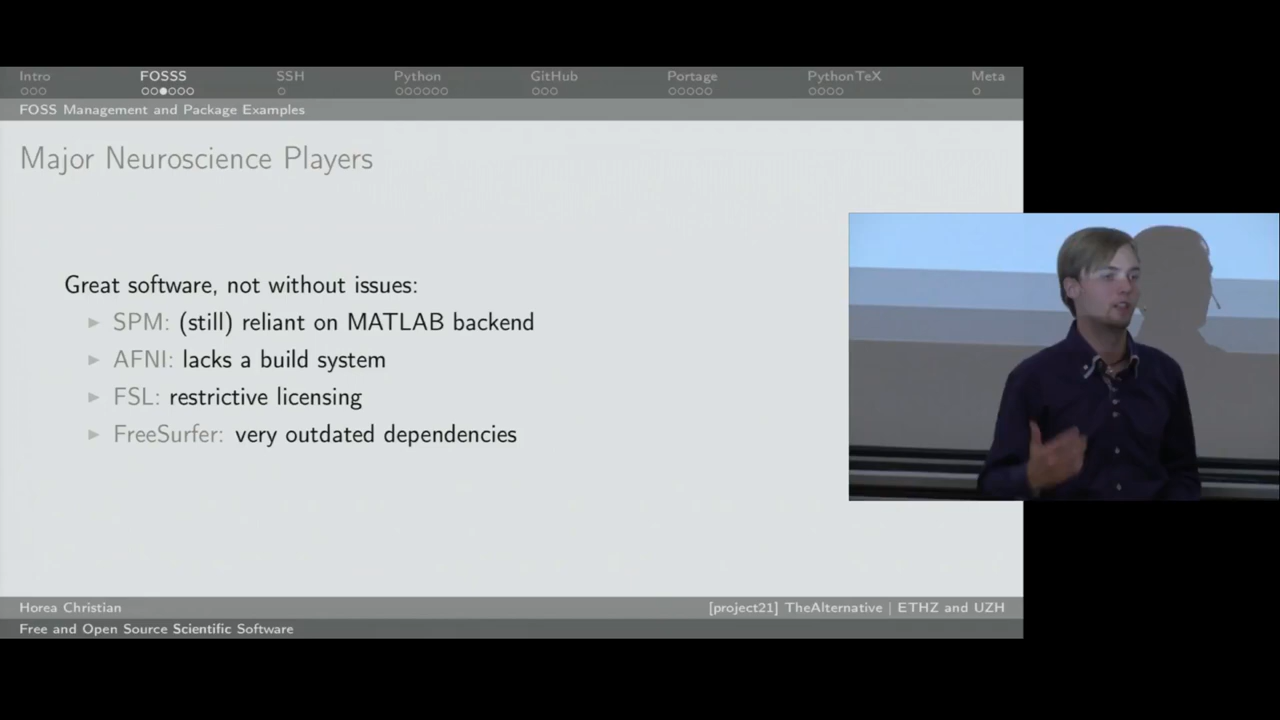 Intro FOSSS SSH Python GitHub Portage PythonTeX Meta
FOSS Management and Package Examples
Major Neuroscience Players
Great software, not without issues:
SPM: (still) reliant on MATLAB backend
AFNI: lacks a build system
FSL: restrictive licensing
FreeSurfer: very outdated dependencies
Horea Christian [project21] TheAlternative | ETHZ and UZH
Free and Open Source Scientific Software